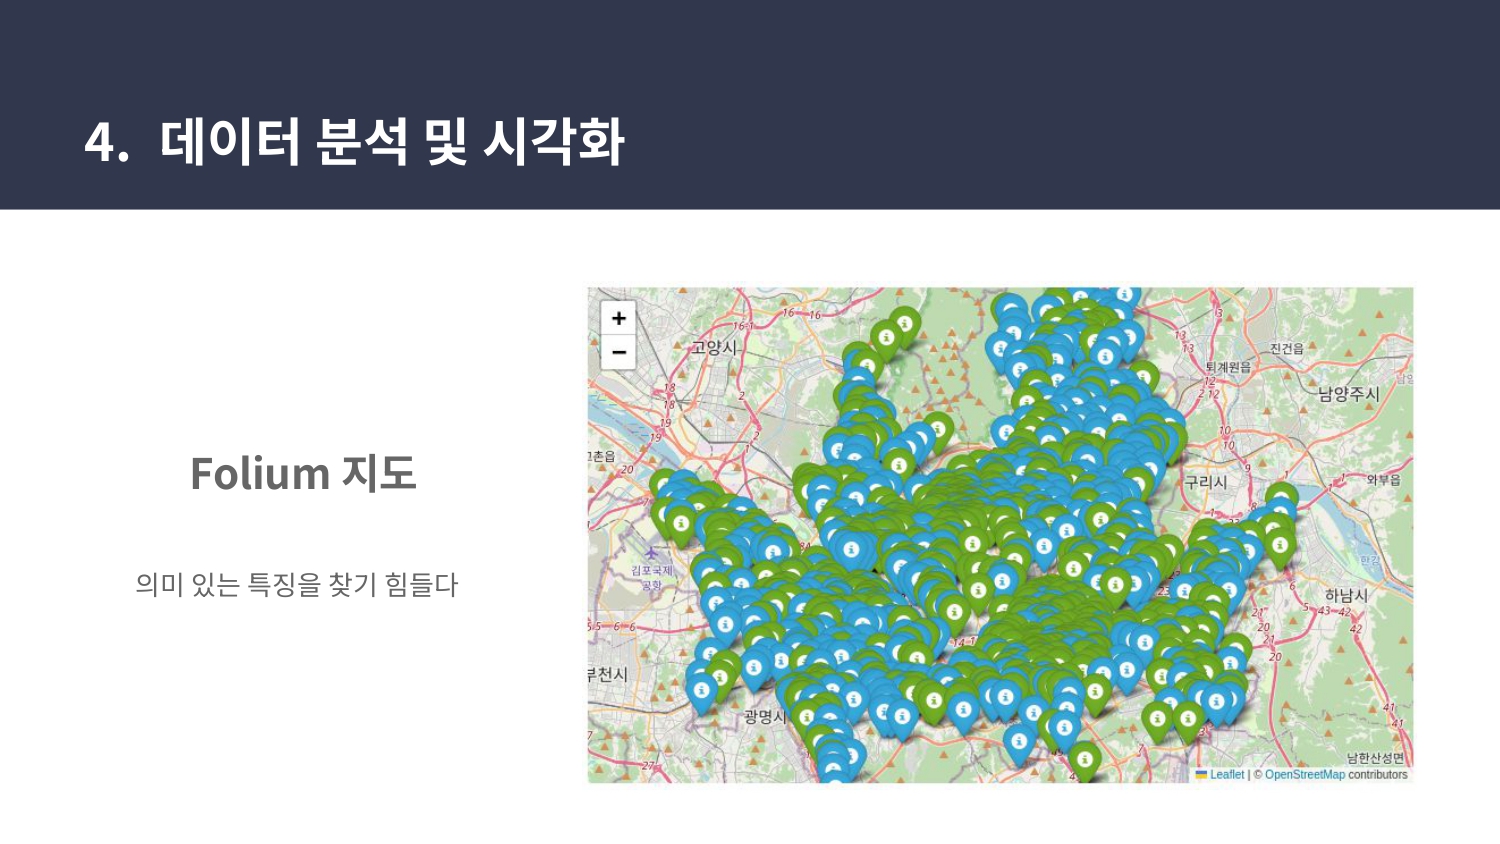 4. 데이터 분석 및 시각화
Folium 지도
의미 있는 특징을 찾기 힘들다
+
−
고양시
진건읍
퇴계원읍
남양주시
구리시
와부읍
한강
김포국제
공항
하남시
부천시
광명시
남한산성면
Leaflet | © OpenStreetMap contributors